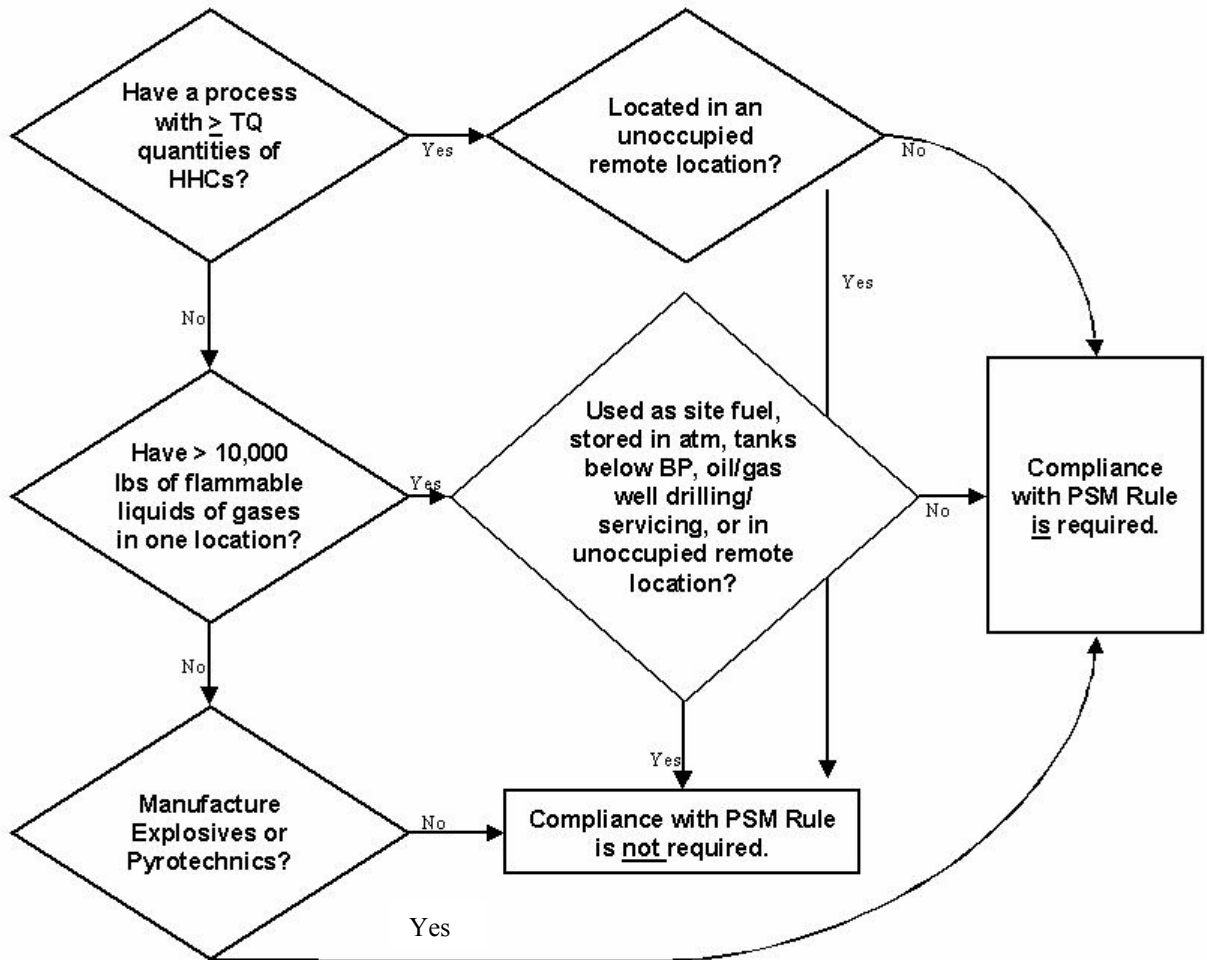 Have a process
with ≥ TQ
quantities of
HHCs?
Yes
Located in an
unoccupied
remote location?
No
Yes
No
Have > 10,000
lbs of flammable
liquids of gases
in one location?
Yes
Used as site fuel,
stored in atm, tanks
below BP, oil/gas
well drilling/
servicing, or in
unoccupied remote
location?
No
Compliance
with PSM Rule
is required.
No
Yes
Manufacture
Explosives or
Pyrotechnics?
No
Compliance with PSM Rule
is not required.
Yes